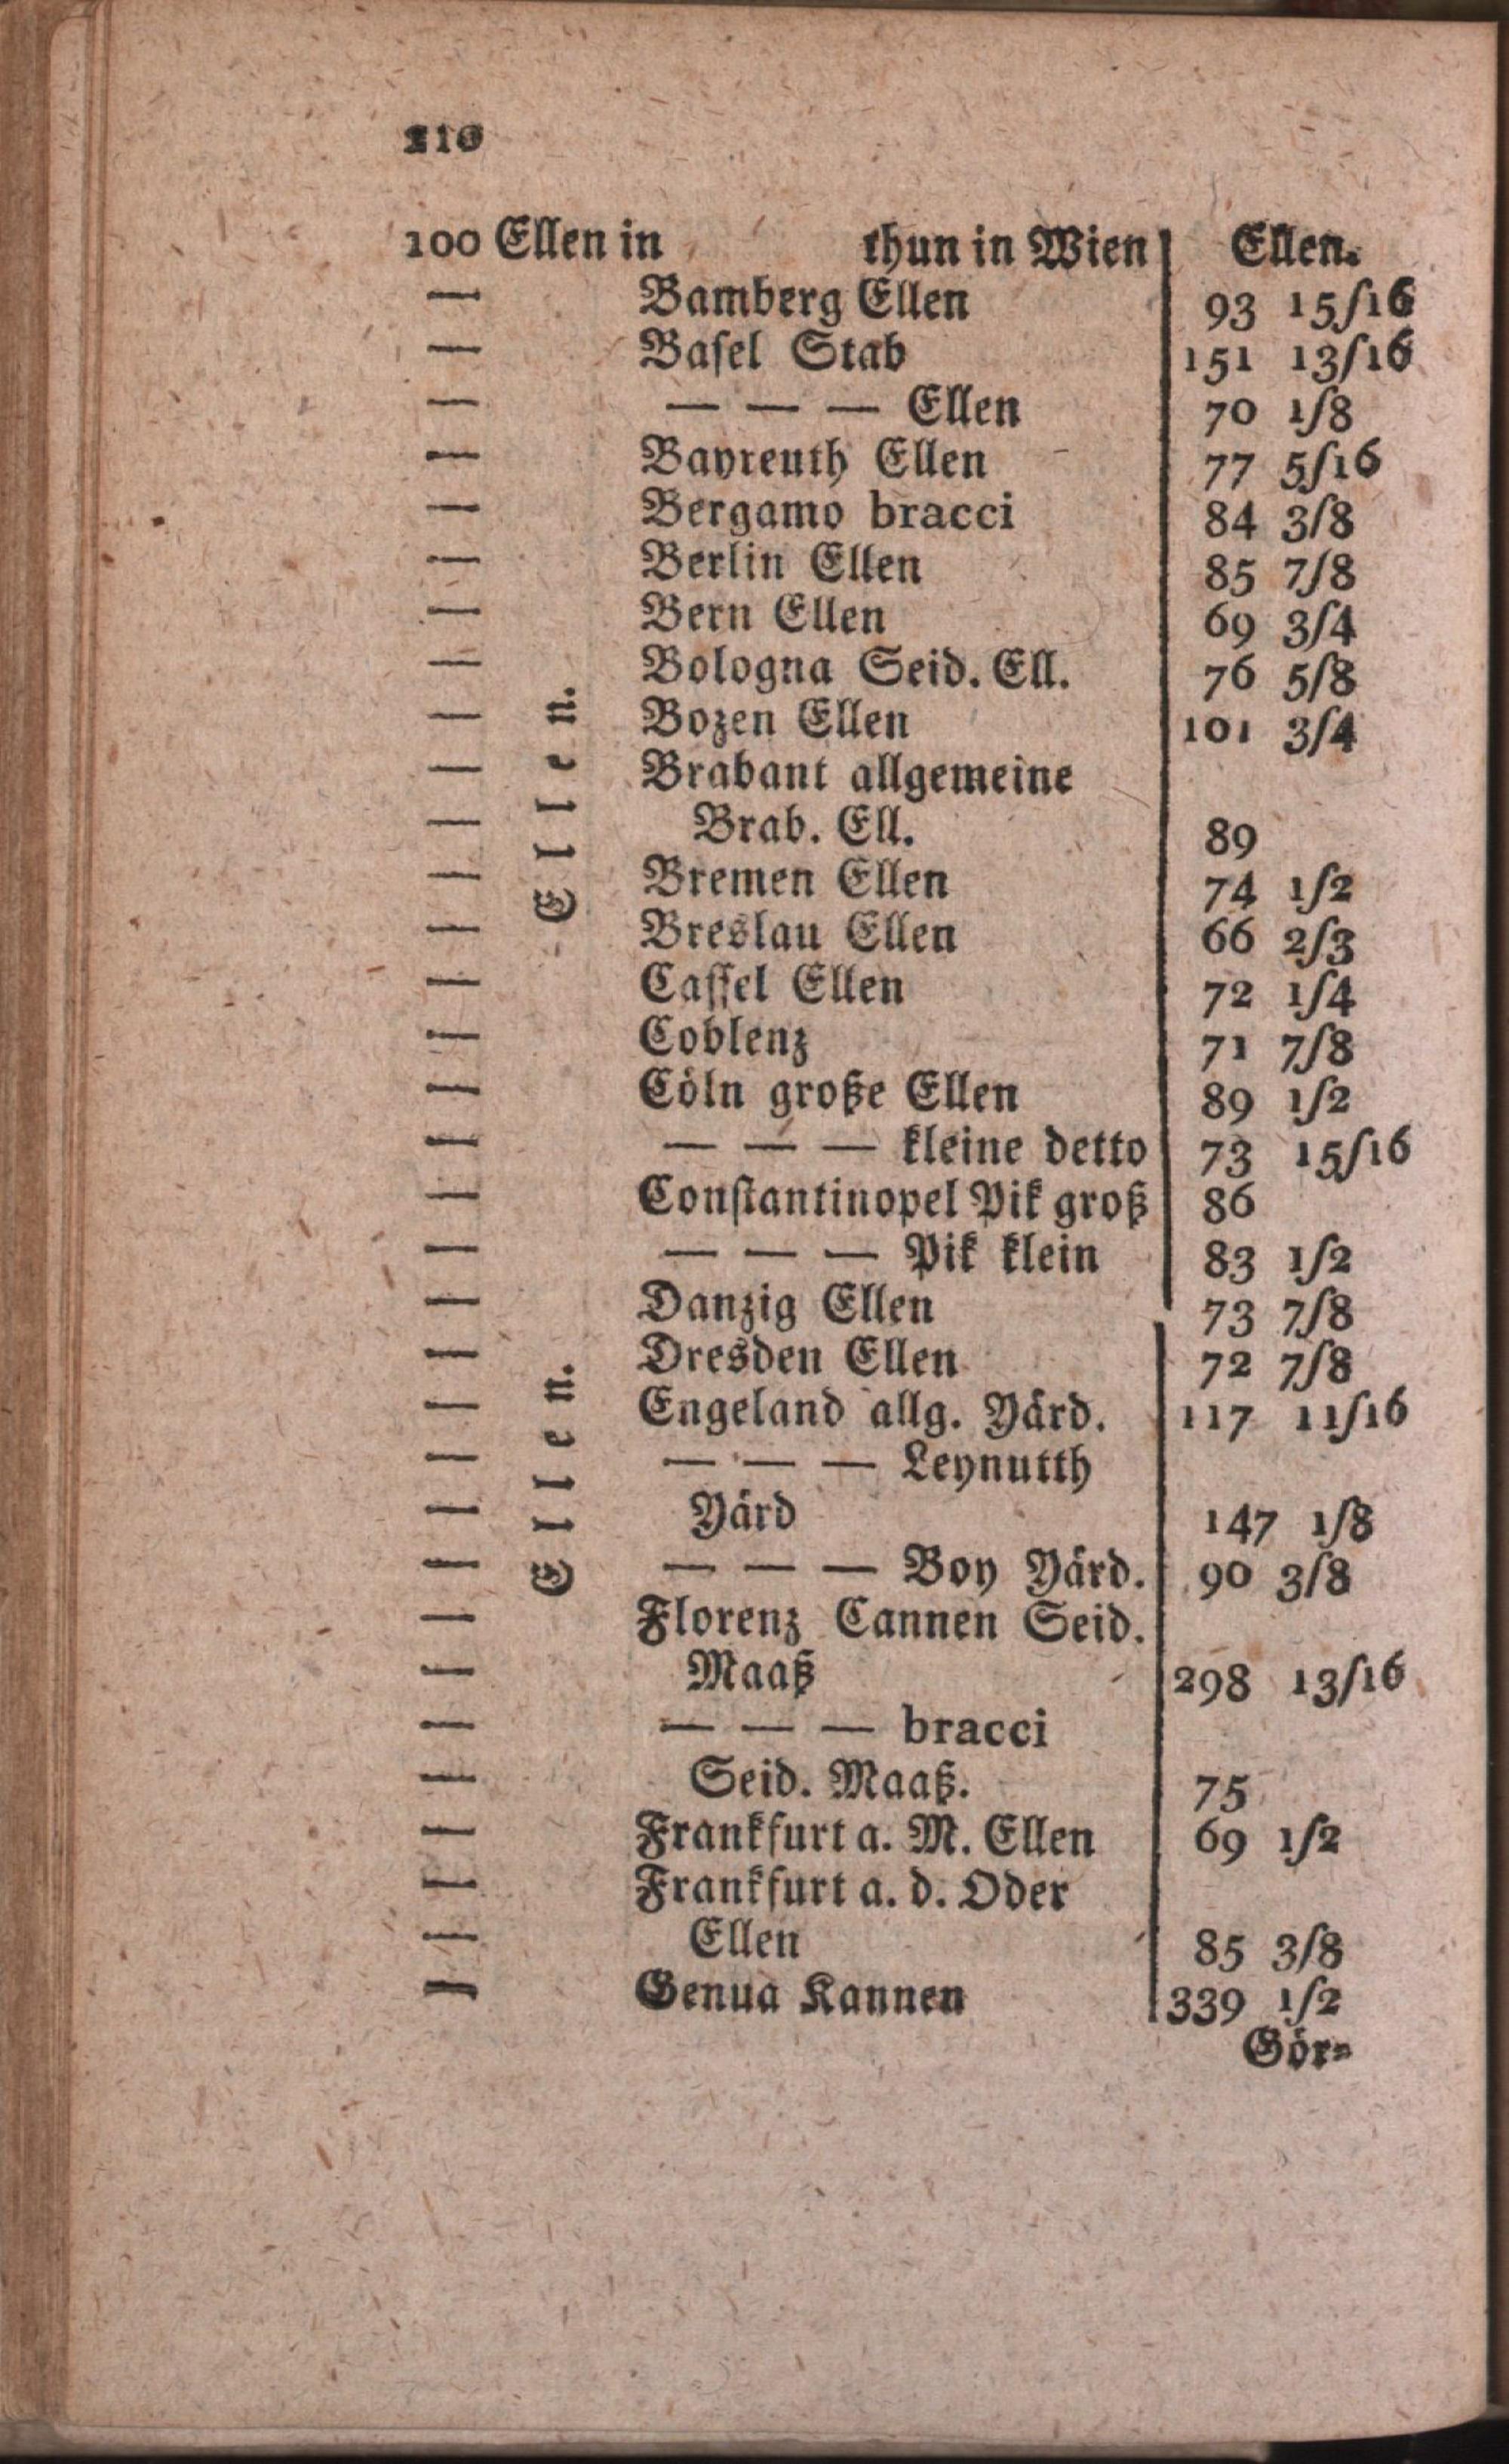 210
100 Ellen in thun in Wien Ellen.
— Bamberg Ellen 93 15/16
— Basel Stab 151 13/16
— — — — Ellen 70 1/8
— Bayreuth Ellen 77 5/16
— Bergamo bracci 84 3/8
— Berlin Ellen 85 7/8
— Bern Ellen 69 3/4
— Bologna Seid. Ell. 76 5/8
— Bozen Ellen 101 3/4
— Brabant allgemeine
— Brab. Ell. 89
— Bremen Ellen 74 1/2
— Breslau Ellen 66 2/3
— Cassel Ellen 72 1/4
— Coblenz 71 7/8
— Cöln große Ellen 89 1/2
— — — — kleine detto 73 15/16
— Constantinopel Pik groß 86
— — — — Pik klein 83 1/2
— Danzig Ellen 73 7/8
— Dresden Ellen 72 7/8
— Engeland allg. Yärd. 117 11/16
— — — — Leynutth
— Yärd 147 1/8
— — — — Boy Yärd. 90 3/8
— Florenz Cannen Seid.
— Maaß 298 13/16
— — — — bracci
— Seid. Maaß. 75
— Frankfurt a. M. Ellen 69 1/2
— Frankfurt a. d. Oder
— Ellen 85 3/8
— Genua Kannen 339 1/2
Gör-
Ellen.
Ellen.